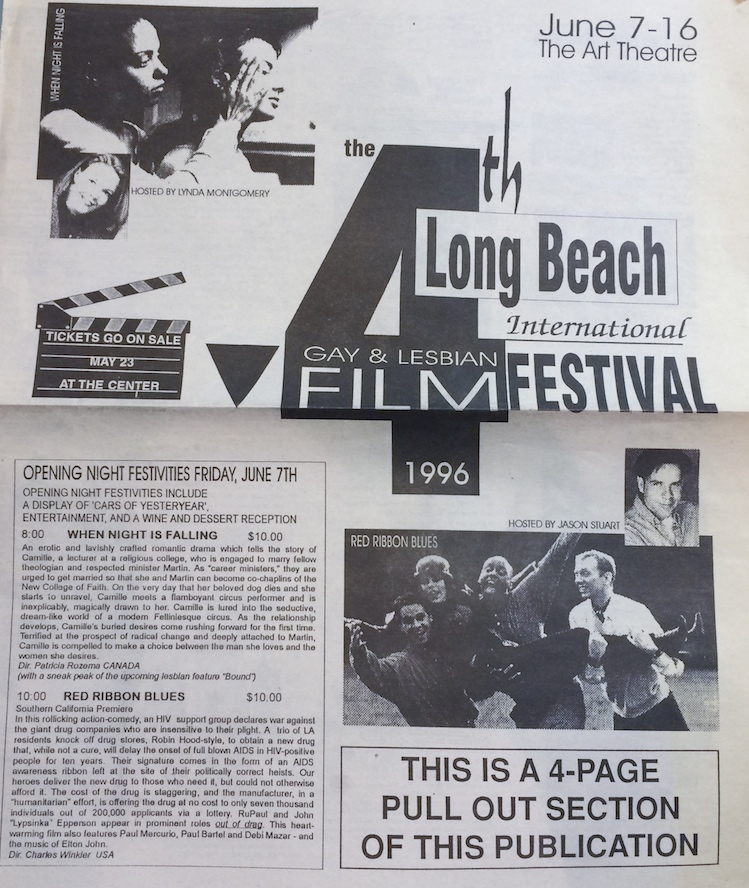 WHEN NIGHT IS FALLING
HOSTED BY LYNDA MONTGOMERY
June 7-16
The Art Theatre
the
4th
Long Beach
International
GAY & LESBIAN
FILM FESTIVAL
1996
TICKETS GO ON SALE
MAY 23
AT THE CENTER
OPENING NIGHT FESTIVITIES FRIDAY, JUNE 7TH
OPENING NIGHT FESTIVITIES INCLUDE
A DISPLAY OF 'CARS OF YESTERYEAR',
ENTERTAINMENT, AND A WINE AND DESSERT RECEPTION
8:00 WHEN NIGHT IS FALLING $10.00
An erotic and lavishly crafted romantic drama which tells the story of
Camille, a lecturer at a religious college, who is engaged to marry fellow
theologian and respected minister Martin. As "career ministers," they are
urged to get married so that she and Martin can become co-chaplins of the
New College of Faith. On the very day that her beloved dog dies and she
starts to unravel, Camille meets a flamboyant circus performer and is
inexplicably, magically drawn to her. Camille is lured into the seductive,
dream-like world of a modern Felliniesque circus. As the relationship
develops, Camille's buried desires come rushing forward for the first time.
Terrified at the prospect of radical change and deeply attached to Martin,
Camille is compelled to make a choice between the man she loves and the
women she desires.
Dir. Patricia Rozema CANADA
(with a sneak peak of the upcoming lesbian feature "Bound")
10:00 RED RIBBON BLUES $10.00
Southern California Premiere
In this rollicking action-comedy, an HIV support group declares war against
the giant drug companies who are insensitive to their plight. A trio of LA
residents knock off drug stores, Robin Hood-style, to obtain a new drug
that, while not a cure, will delay the onset of full blown AIDS in HIV-positive
people for ten years. Their signature comes in the form of an AIDS
awareness ribbon left at the site of their politically correct heists. Our
heroes deliver the new drug to those who need it, but could not otherwise
afford it. The cost of the drug is staggering, and the manufacturer, in a
"humanitarian" effort, is offering the drug at no cost to only seven thousand
individuals out of 200,000 applicants via a lottery. RuPaul and John
"Lypsinka" Epperson appear in prominent roles out of drag. This heart-
warming film also features Paul Mercurio, Paul Bartel and Debi Mazar - and
the music of Elton John.
Dir. Charles Winkler USA
HOSTED BY JASON STUART
RED RIBBON BLUES
THIS IS A 4-PAGE
PULL OUT SECTION
OF THIS PUBLICATION